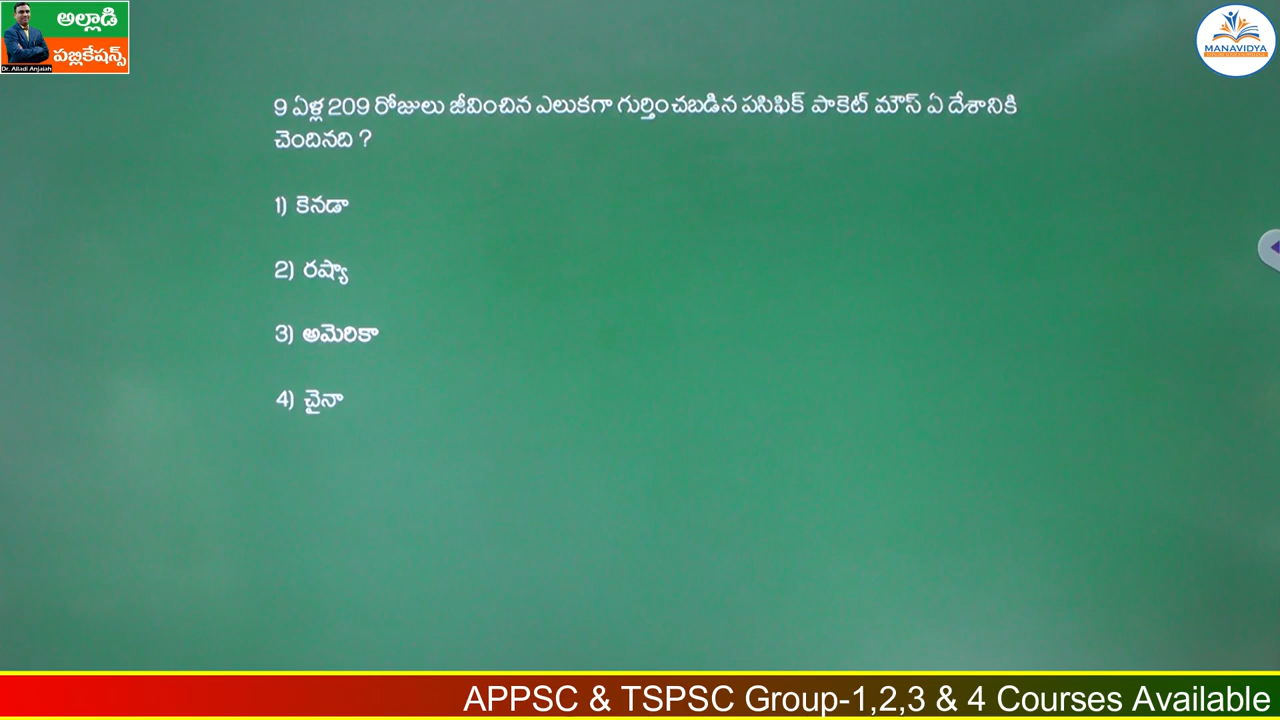 అల్లాడి
పబ్లికేషన్స్
Dr. Alladi Anjaiah
MANAVIDYA
9 ఏళ్ల 209 రోజులు జీవించిన ఎలుకగా గుర్తించబడిన పసిఫిక్ పాకెట్ మౌస్ ఏ దేశానికి
చెందినది ?
1) కెనడా
2) రష్యా
3) అమెరికా
4) చైనా
APPSC & TSPSC Group-1,2,3 & 4 Courses Available